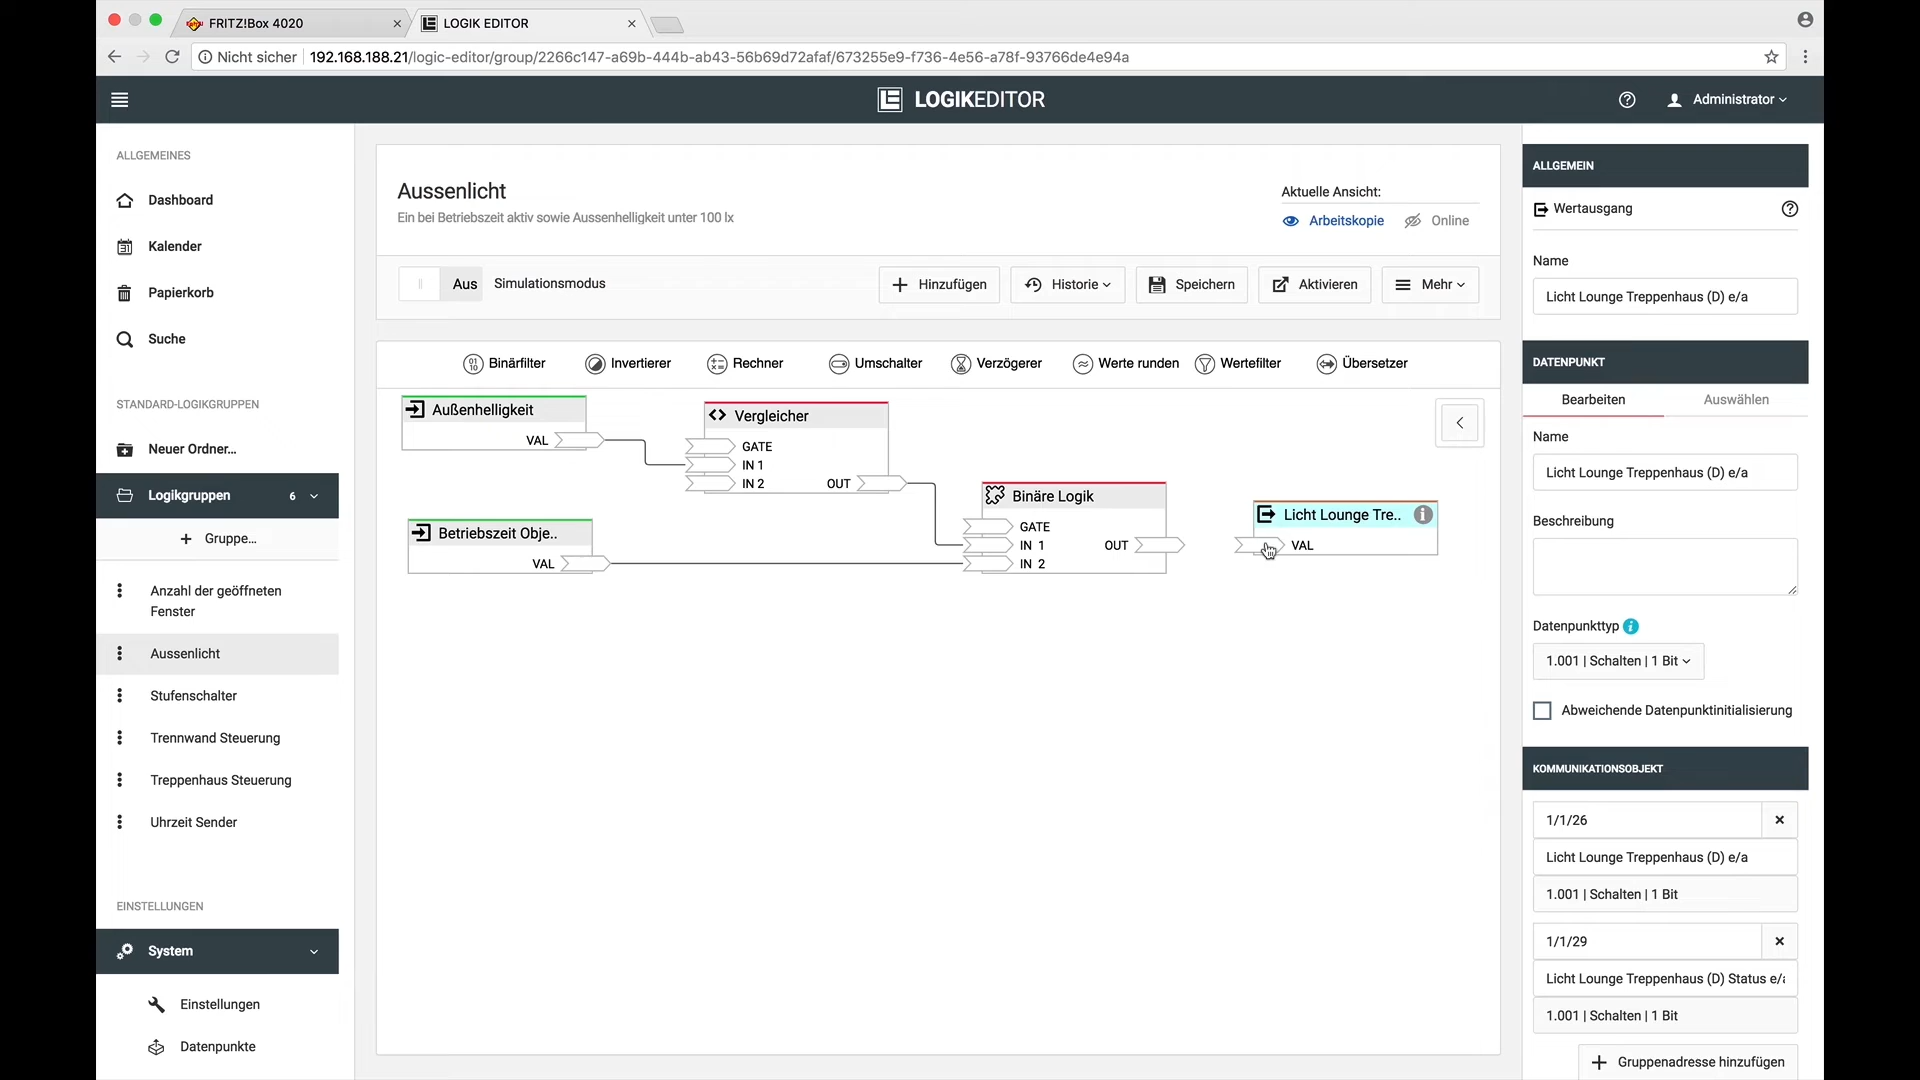 FRITZ!Box 4020
LOGIK EDITOR
Nicht sicher
192.168.188.21/logic-editor/group/2266c147-a69b-444b-ab43-56b69d72afaf/673255e9-f736-4e56-a78f-93766de4e94a
LOGIKEDITOR
Administrator
ALLGEMEINES
Dashboard
Kalender
Papierkorb
Suche
STANDARD-LOGIKGRUPPEN
Neuer Ordner...
Logikgruppen 6
Gruppe...
Anzahl der geöffneten
Fenster
Aussenlicht
Stufenschalter
Trennwand Steuerung
Treppenhaus Steuerung
Uhrzeit Sender
EINSTELLUNGEN
System
Einstellungen
Datenpunkte
Aussenlicht
Ein bei Betriebszeit aktiv sowie Aussenhelligkeit unter 100 lx
Aktuelle Ansicht:
Arbeitskopie Online
Aus Simulationsmodus
Hinzufügen
Historie
Speichern
Aktivieren
Mehr
Binärfilter
Invertierer
Rechner
Umschalter
Verzögerer
Werte runden
Wertefilter
Übersetzer
Außenhelligkeit
VAL
Vergleicher
GATE
IN 1
IN 2 OUT
Betriebszeit Obje..
VAL
Binäre Logik
GATE
IN 1 OUT
IN 2
Licht Lounge Tre..
VAL
ALLGEMEIN
Wertausgang
Name
Licht Lounge Treppenhaus (D) e/a
DATENPUNKT
Bearbeiten Auswählen
Name
Licht Lounge Treppenhaus (D) e/a
Beschreibung
Datenpunkttyp
1.001 | Schalten | 1 Bit
Abweichende Datenpunktinitialisierung
KOMMUNIKATIONSOBJEKT
1/1/26
Licht Lounge Treppenhaus (D) e/a
1.001 | Schalten | 1 Bit
1/1/29
Licht Lounge Treppenhaus (D) Status e/a
1.001 | Schalten | 1 Bit
Gruppenadresse hinzufügen